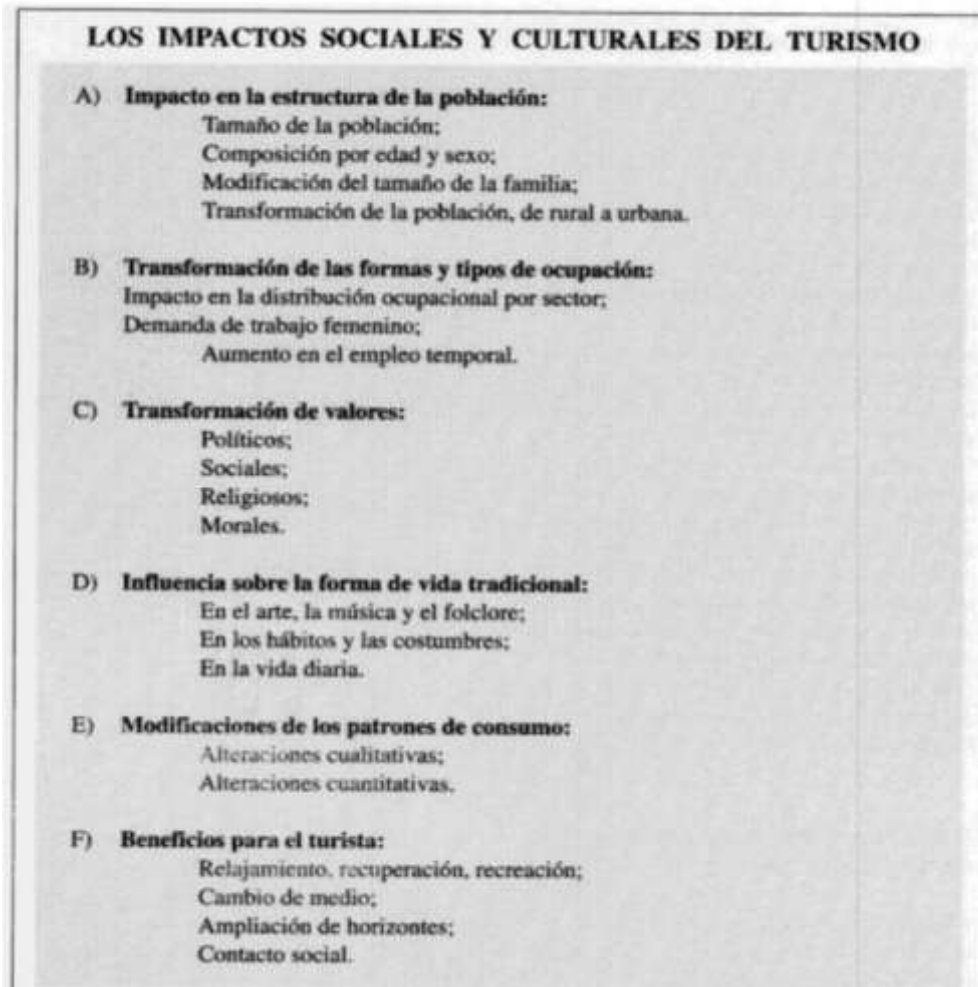 LOS IMPACTOS SOCIALES Y CULTURALES DEL TURISMO
A) Impacto en la estructura de la población:
Tamaño de la población;
Composición por edad y sexo;
Modificación del tamaño de la familia;
Transformación de la población, de rural a urbana.
B) Transformación de las formas y tipos de ocupación:
Impacto en la distribución ocupacional por sector;
Demanda de trabajo femenino;
Aumento en el empleo temporal.
C) Transformación de valores:
Políticos;
Sociales;
Religiosos;
Morales.
D) Influencia sobre la forma de vida tradicional:
En el arte, la música y el folclore;
En los hábitos y las costumbres;
En la vida diaria.
E) Modificaciones de los patrones de consumo:
Alteraciones cualitativas;
Alteraciones cuantitativas.
F) Beneficios para el turista:
Relajamiento, recuperación, recreación;
Cambio de medio;
Ampliación de horizontes;
Contacto social.